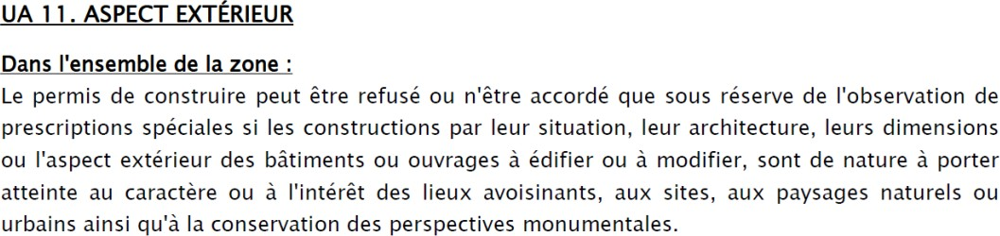 UA 11. ASPECT EXTÉRIEUR
Dans l'ensemble de la zone :
Le permis de construire peut être refusé ou n'être accordé que sous réserve de l'observation de
prescriptions spéciales si les constructions par leur situation, leur architecture, leurs dimensions
ou l'aspect extérieur des bâtiments ou ouvrages à édifier ou à modifier, sont de nature à porter
atteinte au caractère ou à l'intérêt des lieux avoisinants, aux sites, aux paysages naturels ou
urbains ainsi qu'à la conservation des perspectives monumentales.